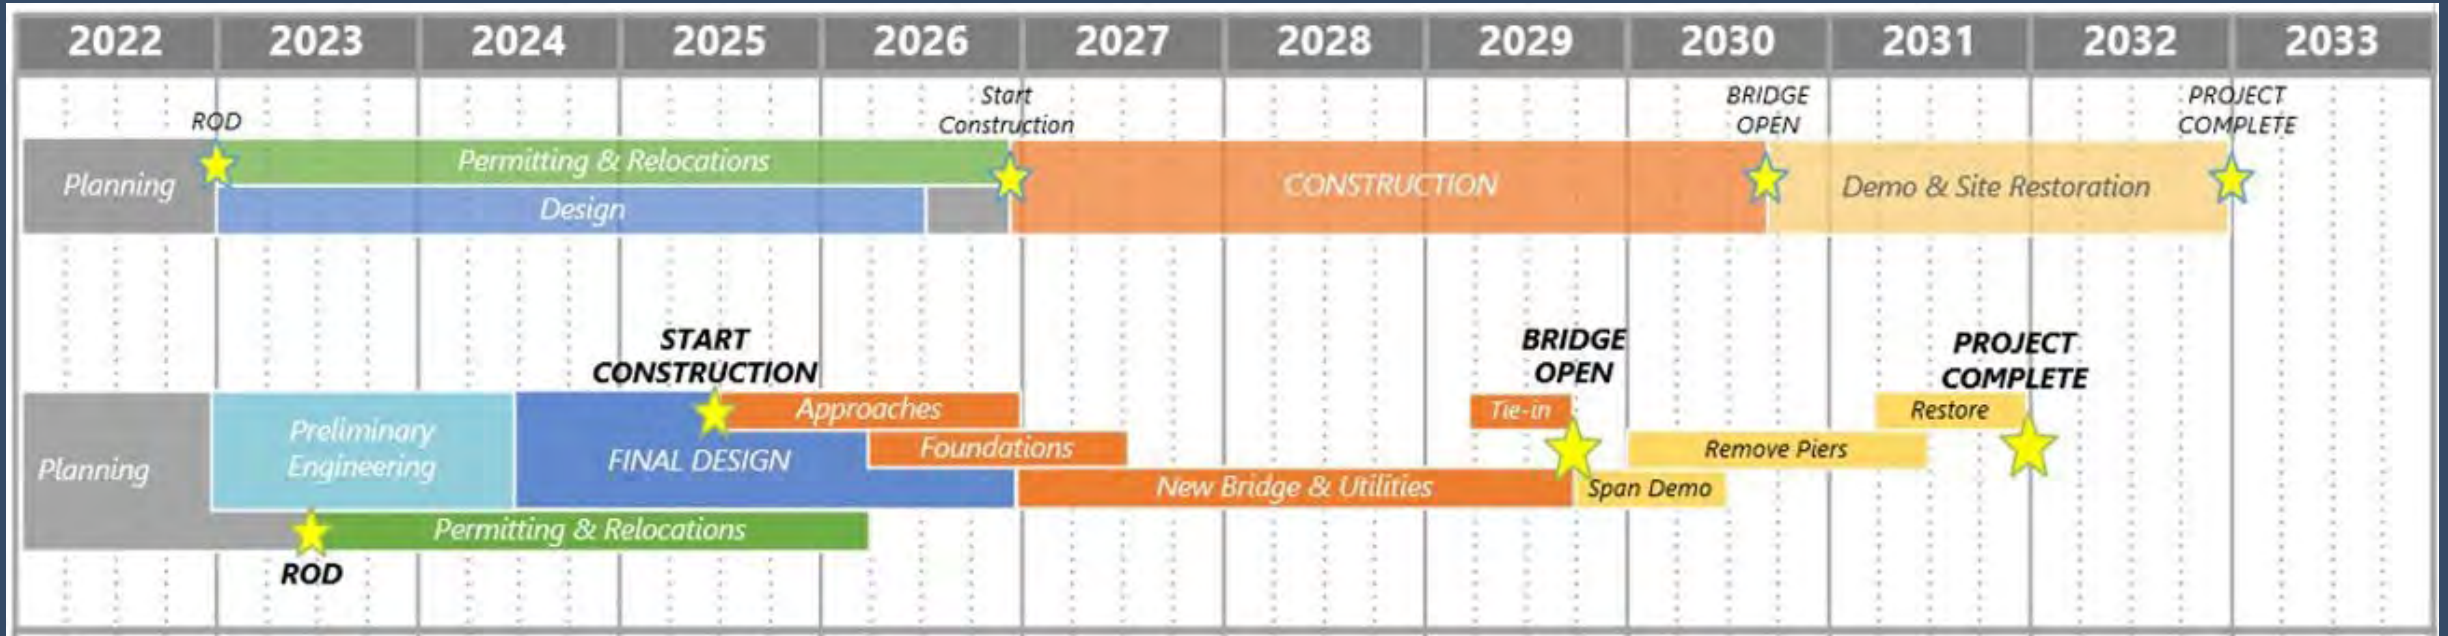 2022 2023 2024 2025 2026 2027 2028 2029 2030 2031 2032 2033
ROD
Start
Construction
BRIDGE
OPEN
PROJECT
COMPLETE
Planning
Permitting & Relocations
Design
CONSTRUCTION
Demo & Site Restoration
START
CONSTRUCTION
BRIDGE
OPEN
PROJECT
COMPLETE
Planning
Preliminary
Engineering
FINAL DESIGN
Approaches
Foundations
New Bridge & Utilities
Tie-in
Span Demo
Remove Piers
Restore
Permitting & Relocations
ROD